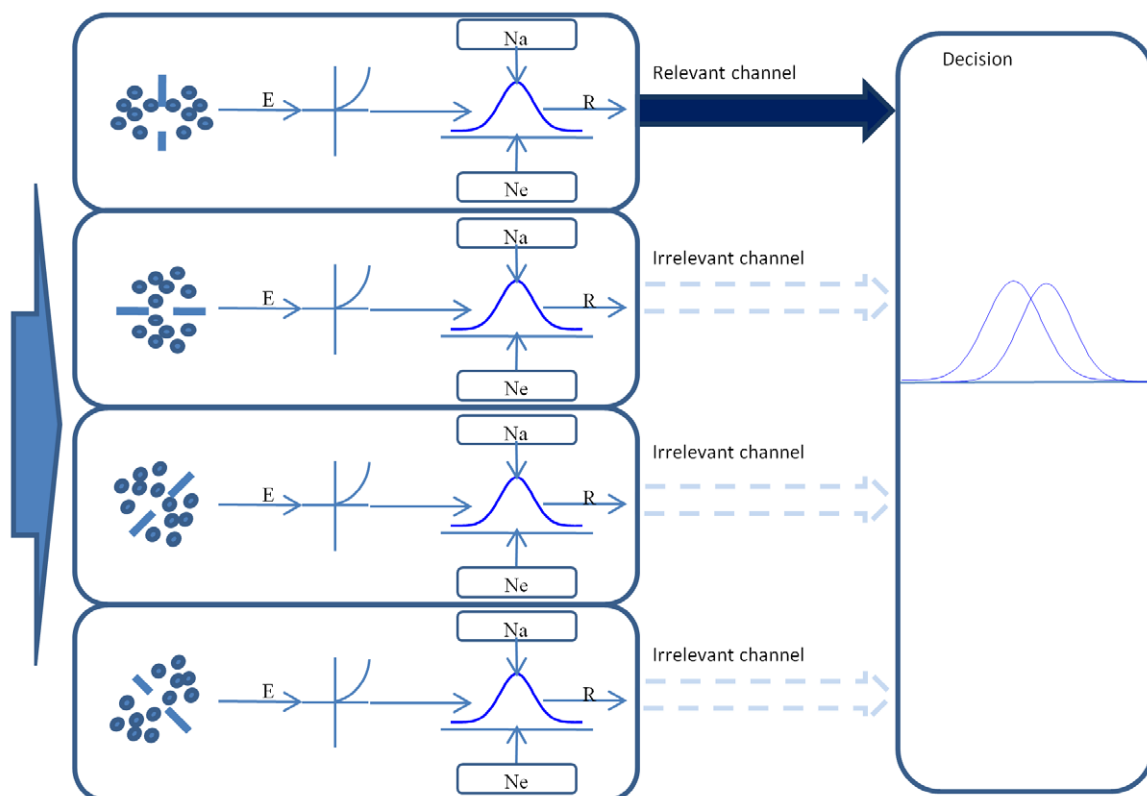 Na
E
R
Ne
Relevant channel
Decision
Na
E
R
Ne
Irrelevant channel
Na
E
R
Ne
Irrelevant channel
Na
E
R
Ne
Irrelevant channel